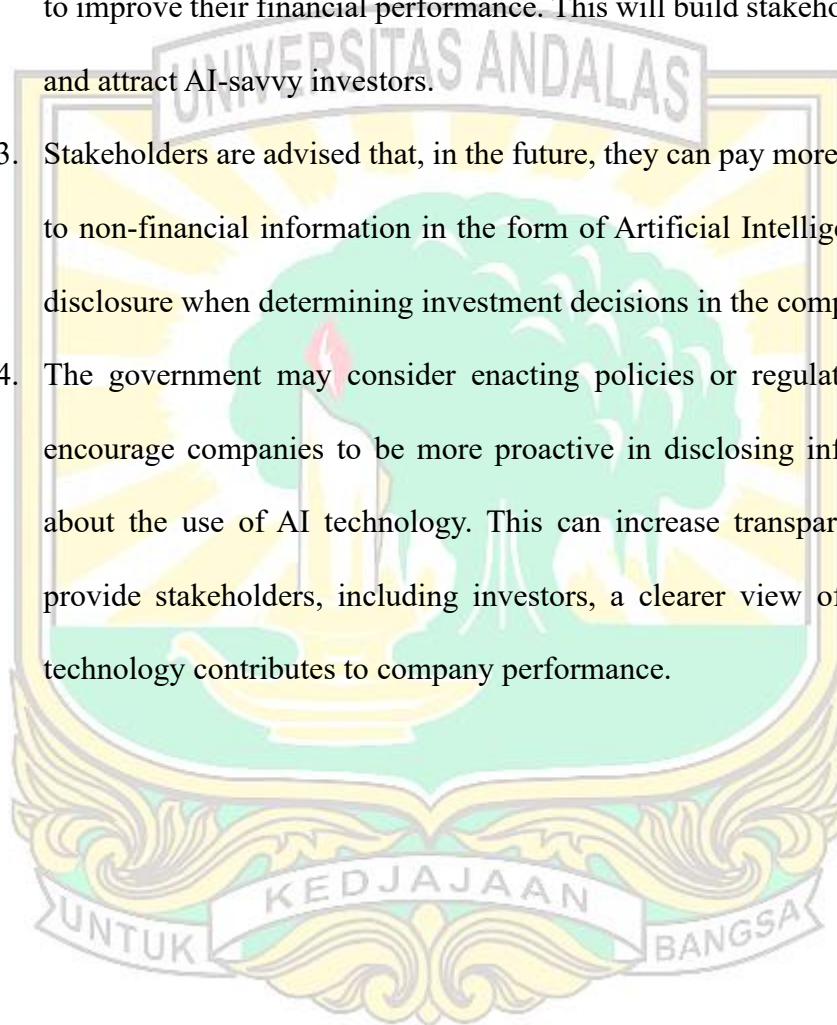 to improve their financial performance. This will build stakeho
UNIVERSITAS ANDALAS
and attract AI-savvy investors.
3. Stakeholders are advised that, in the future, they can pay more
to non-financial information in the form of Artificial Intellige
disclosure when determining investment decisions in the comp
4. The government may consider enacting policies or regulat
encourage companies to be more proactive in disclosing inf
about the use of AI technology. This can increase transpar
provide stakeholders, including investors, a clearer view of
technology contributes to company performance.
UNTUK KEDJAJAAN BANGSA